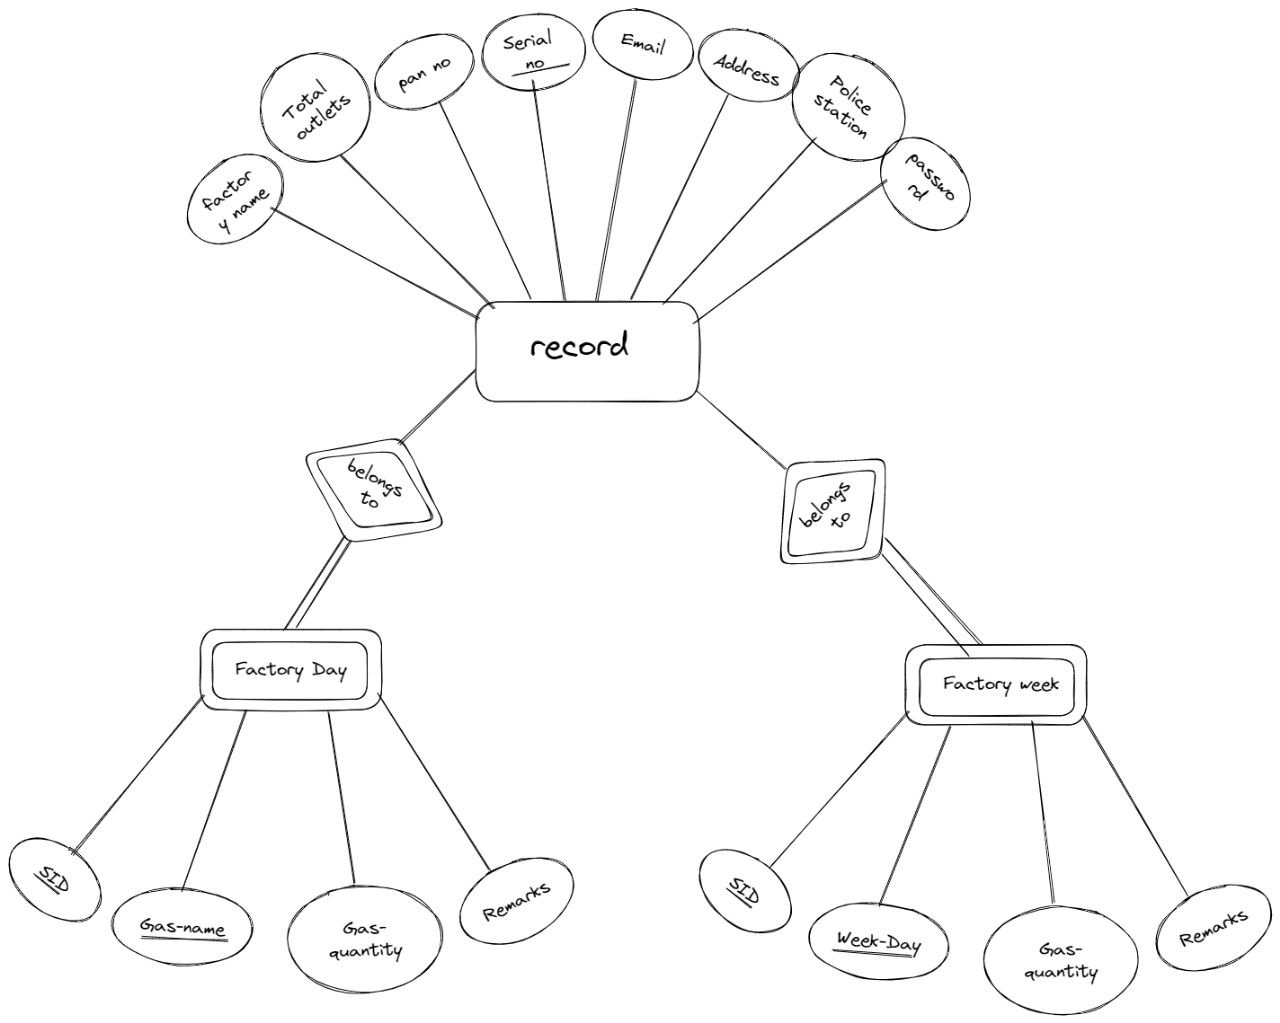 Serial
no
Email
pan no
Address
Total
outlets
Police
station
passwo
rd
factor
y name
record
belongs
to
belongs
to
Factory Day
Factory week
SID
Gas-name
Gas-
quantity
Remarks
SID
Week-Day
Gas-
quantity
Remarks